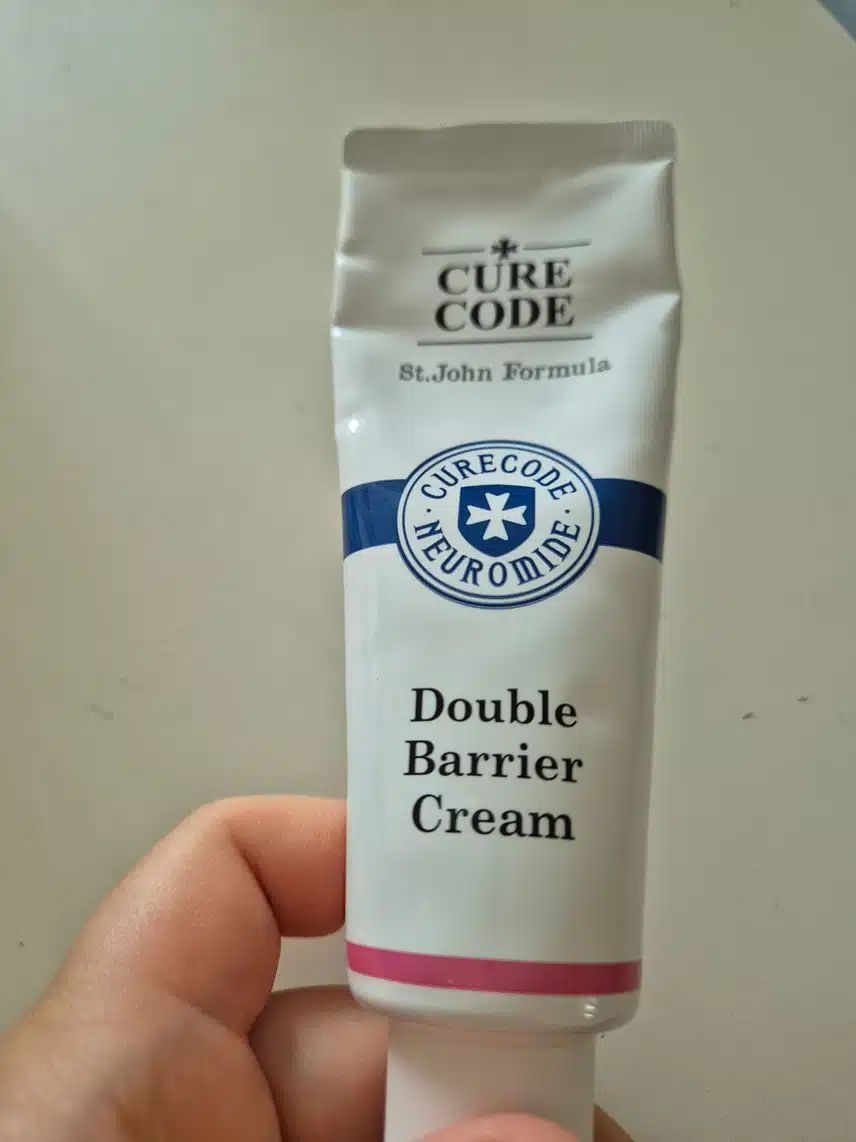 CURE
CODE
St.John Formula
CURECODE
NEUROMIDE
Double
Barrier
Cream